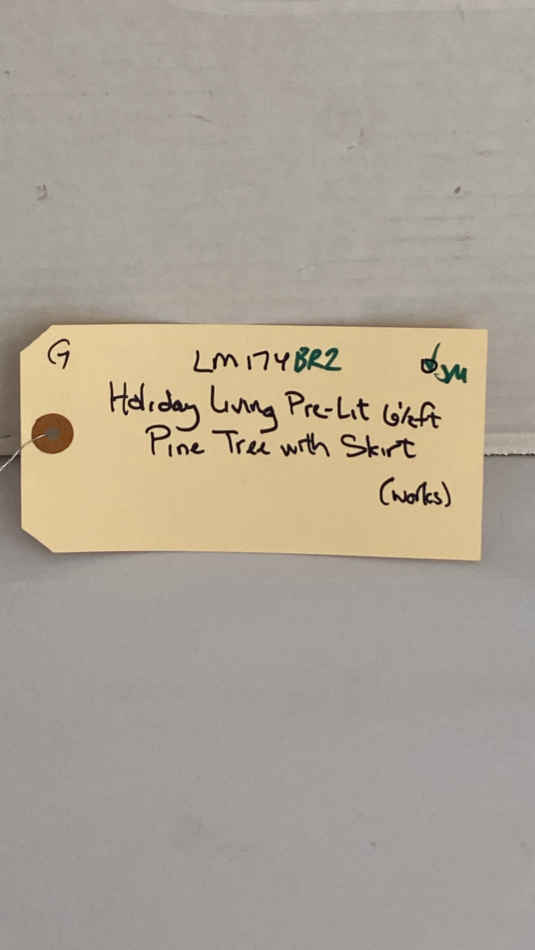 G LM174BR2
Holiday Living Pre-Lit 6½ft
Pine Tree with Skirt
(works)